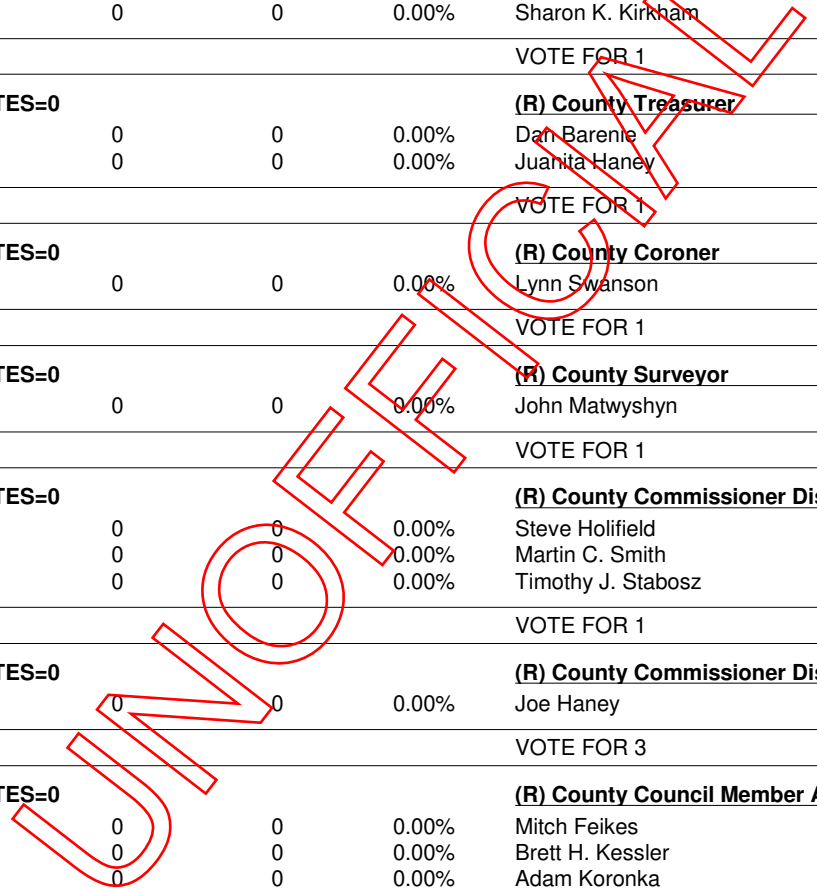 0 0 0.00% Sharon K. Kirkham
VOTE FOR 1
TES=0 (R) County Treasurer
0 0 0.00% Dan Barenie
0 0 0.00% Juanita Haney
VOTE FOR 1
TES=0 (R) County Coroner
0 0 0.00% Lynn Swanson
VOTE FOR 1
TES=0 (R) County Surveyor
0 0 0.00% John Matwyshyn
VOTE FOR 1
TES=0 (R) County Commissioner Dis
0 0 0.00% Steve Holifield
0 0 0.00% Martin C. Smith
0 0 0.00% Timothy J. Stabosz
VOTE FOR 1
TES=0 (R) County Commissioner Dis
0 0 0.00% Joe Haney
VOTE FOR 3
TES=0 (R) County Council Member A
0 0 0.00% Mitch Feikes
0 0 0.00% Brett H. Kessler
0 0 0.00% Adam Koronka
UNOFFICIAL